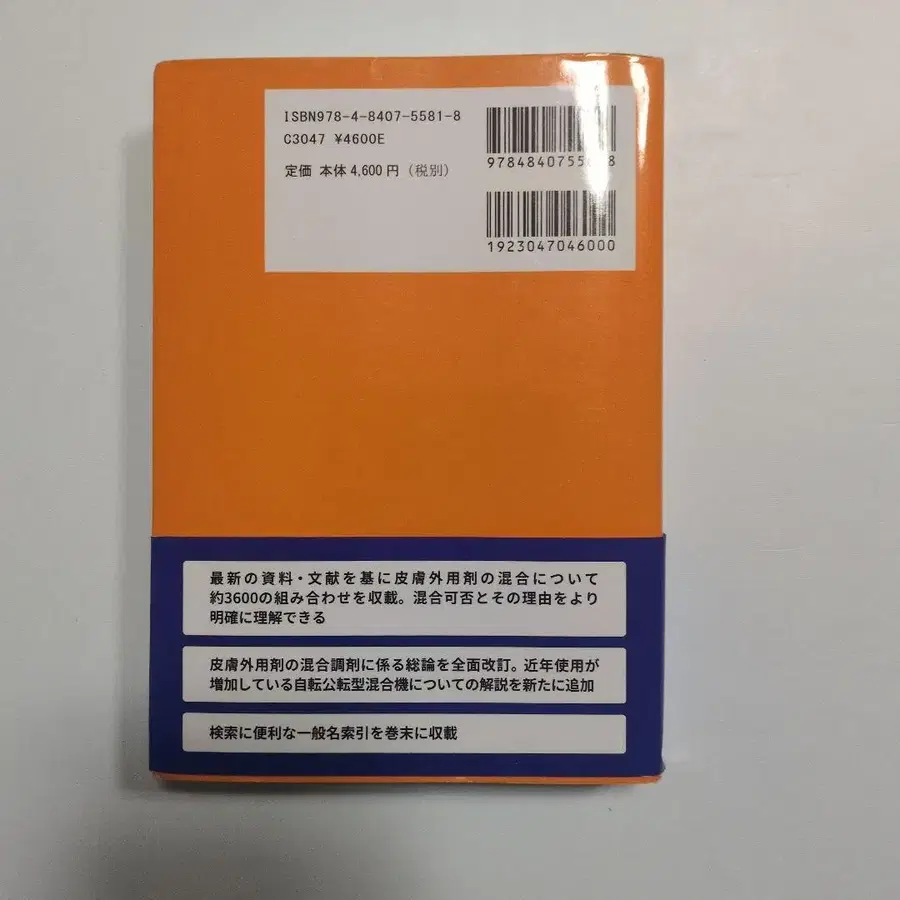 ISBN978-4-8407-5581-8
C3047 ¥4600E
定価 本体 4,600 円(税別)
1923047046000
最新の資料・文献を基に皮膚外用剤の混合について
約3600の組み合わせを収載。混合可否とその理由をより
明確に理解できる
皮膚外用剤の混合調剤に係る総論を全面改訂。近年使用が
増加している自転公転型混合機についての解説を新たに追加
検索に便利な一般名索引を巻末に収載